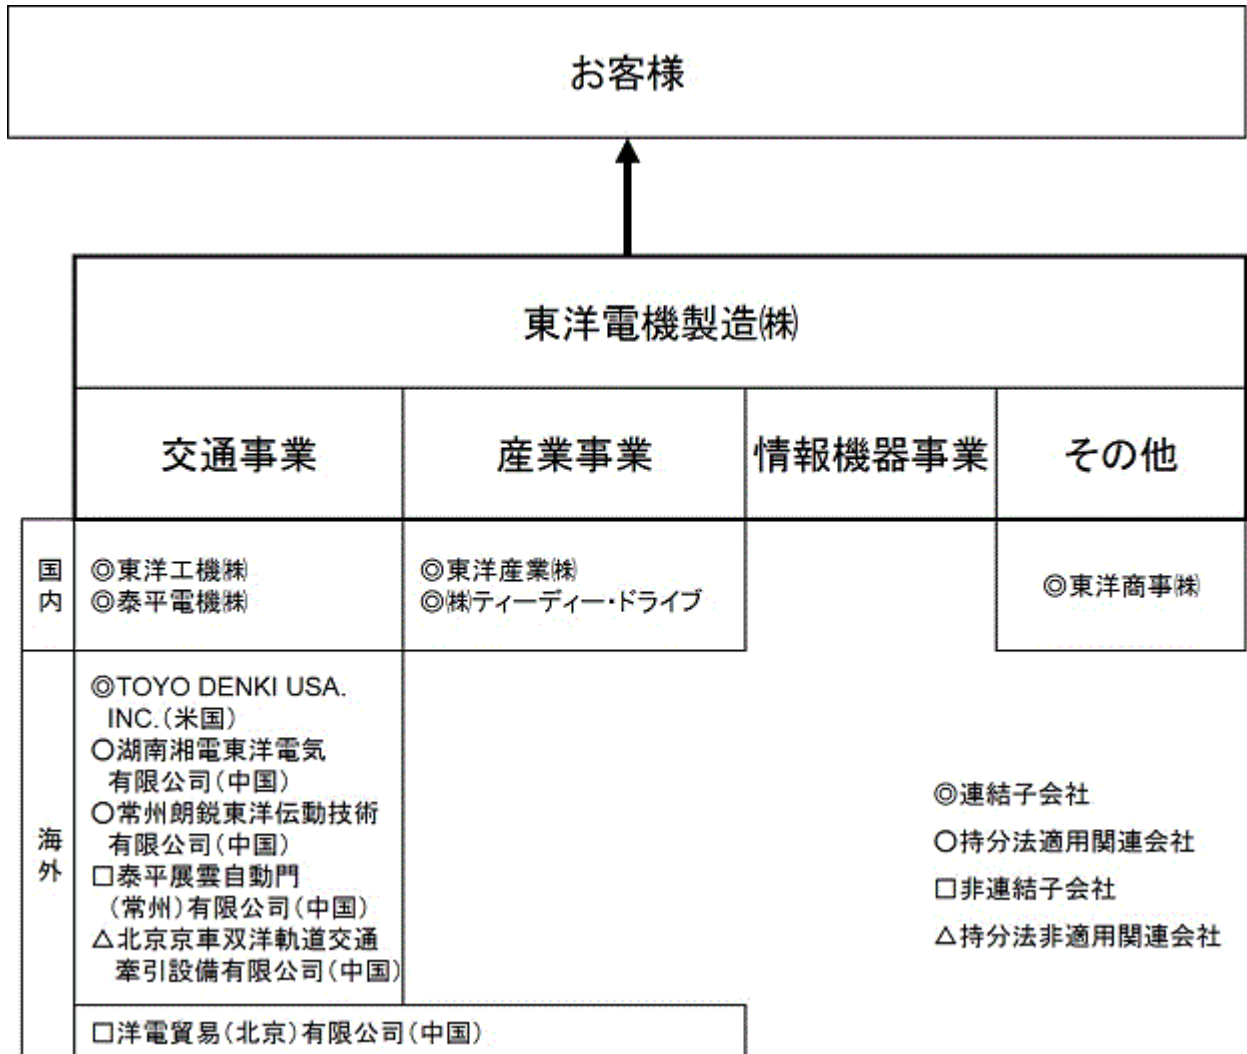 お客様
東洋電機製造㈱
交通事業
産業事業
情報機器事業
その他
国内
◎東洋工機㈱
◎泰平電機㈱
◎東洋産業㈱
◎㈱ティーディー・ドライブ
◎東洋商事㈱
海外
◎TOYO DENKI USA.
INC.(米国)
○湖南湘電東洋電気
有限公司(中国)
○常州朗鋭東洋伝動技術
有限公司(中国)
□泰平展雲自動門
(常州)有限公司(中国)
△北京京車双洋軌道交通
牽引設備有限公司(中国)
□洋電貿易(北京)有限公司(中国)
◎連結子会社
○持分法適用関連会社
□非連結子会社
△持分法非適用関連会社